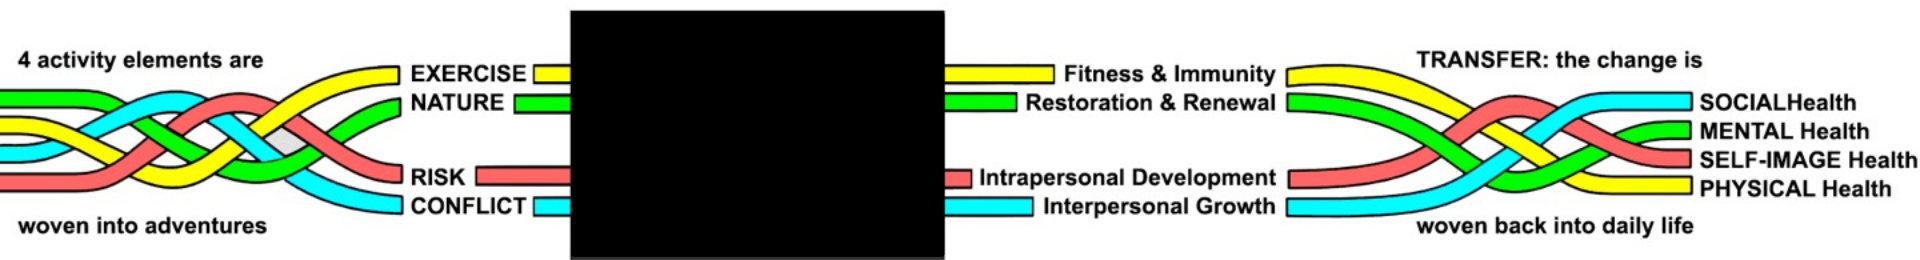 4 activity elements are
woven into adventures
EXERCISE
NATURE
RISK
CONFLICT
Fitness & Immunity
Restoration & Renewal
Intrapersonal Development
Interpersonal Growth
TRANSFER: the change is
woven back into daily life
SOCIALHealth
MENTAL Health
SELF-IMAGE Health
PHYSICAL Health